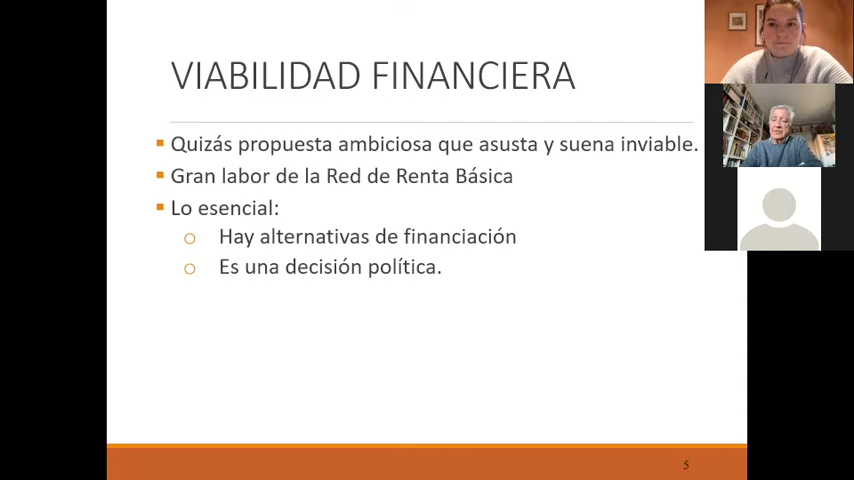 VIABILIDAD FINANCIERA
Quizás propuesta ambiciosa que asusta y suena inviable.
Gran labor de la Red de Renta Básica
Lo esencial:
Hay alternativas de financiación
Es una decisión política.
5